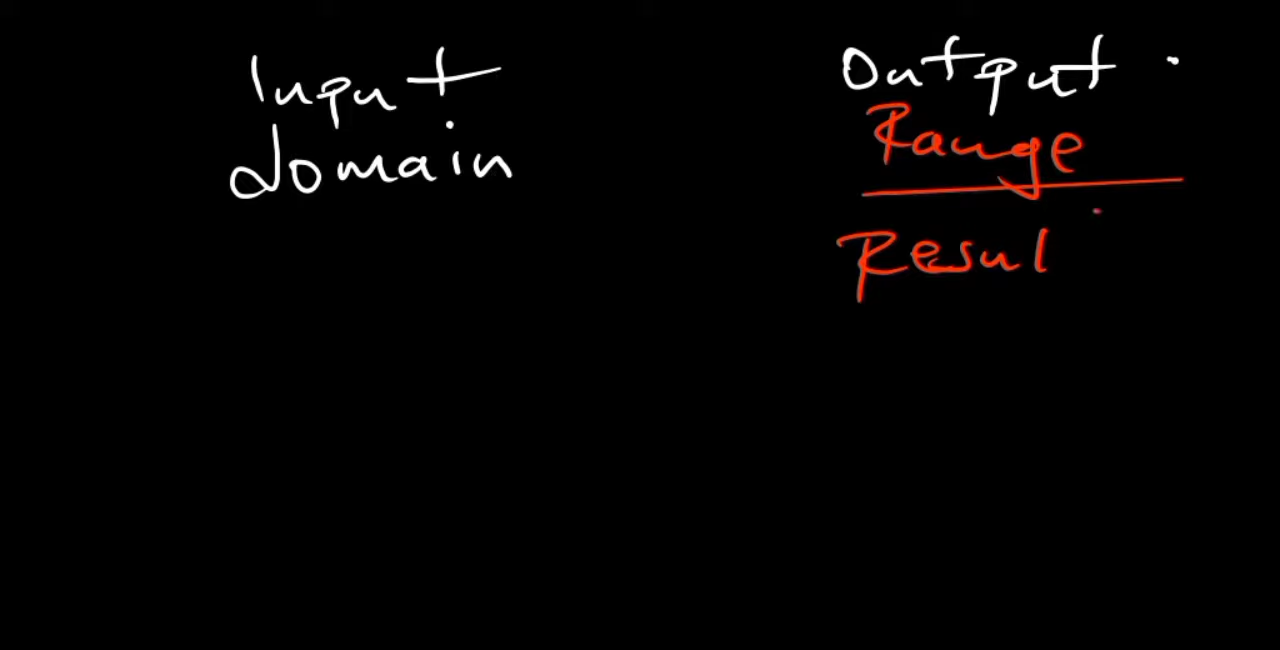 Input
domain
Output
Range
Resul